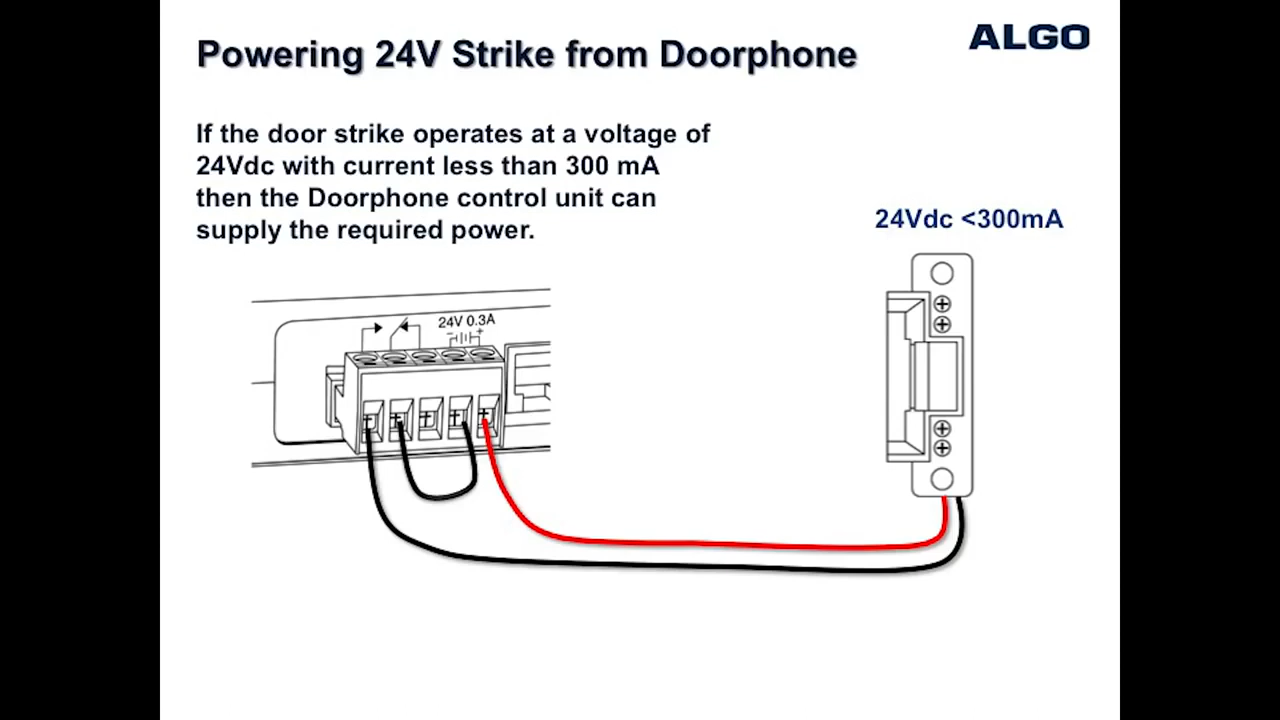 Powering 24V Strike from Doorphone
ALGO
If the door strike operates at a voltage of
24Vdc with current less than 300 mA
then the Doorphone control unit can
supply the required power.
24Vdc <300mA
24V 0.3A
- +